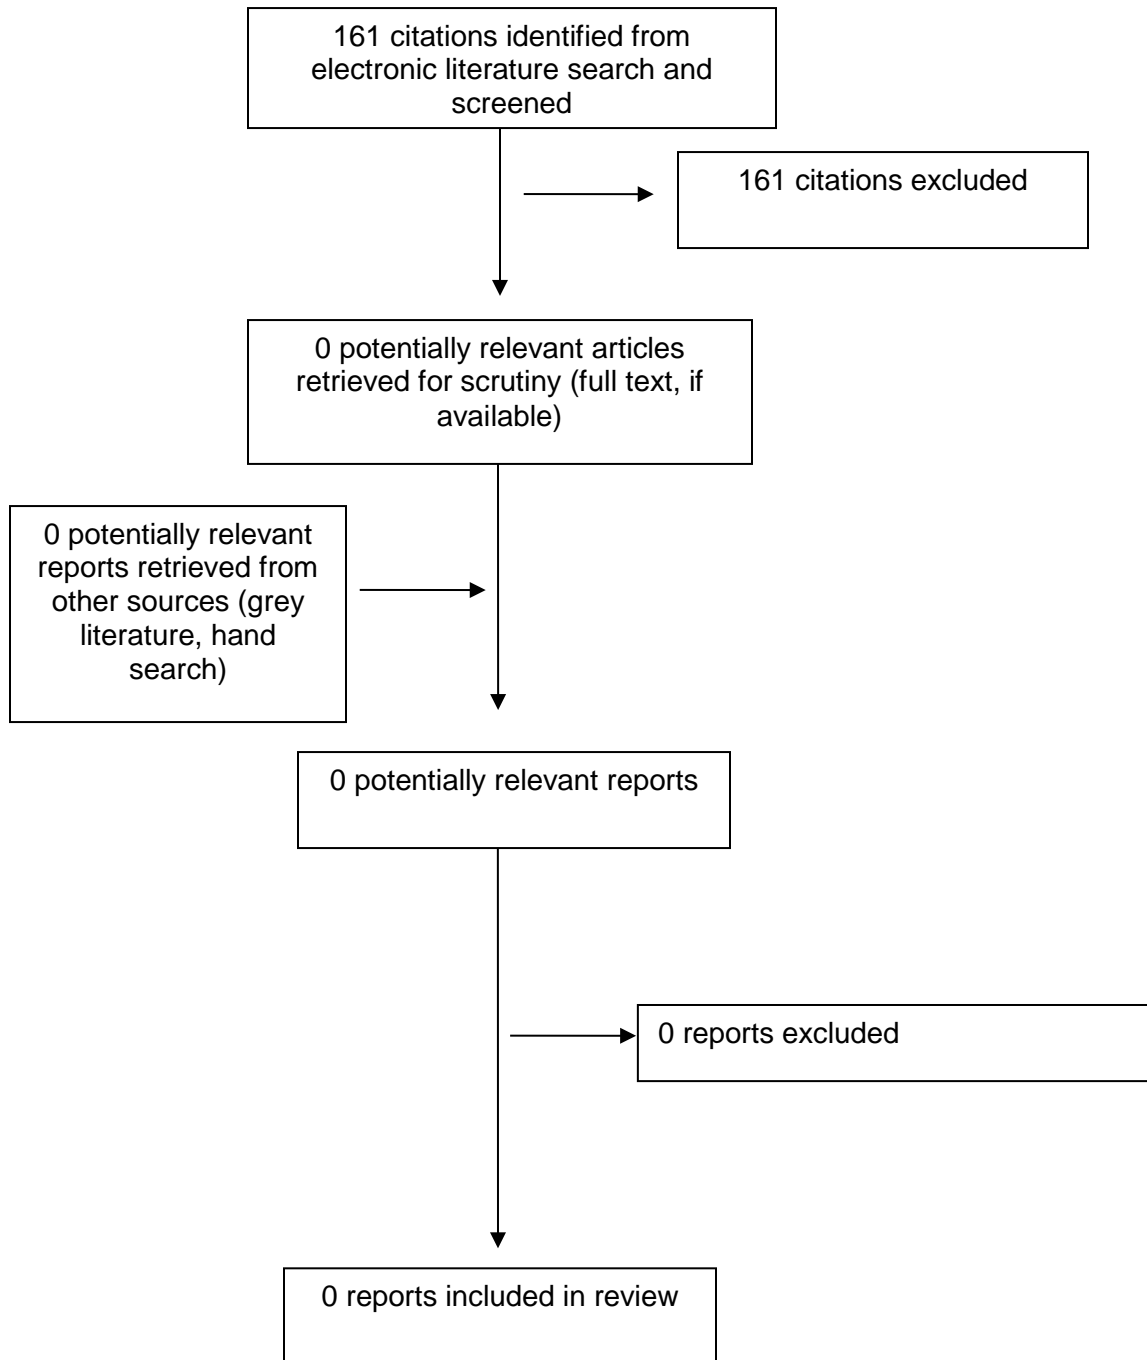 161 citations identified from
electronic literature search and
screened
161 citations excluded
0 potentially relevant articles
retrieved for scrutiny (full text, if
available)
0 potentially relevant
reports retrieved from
other sources (grey
literature, hand
search)
0 potentially relevant reports
0 reports excluded
0 reports included in review